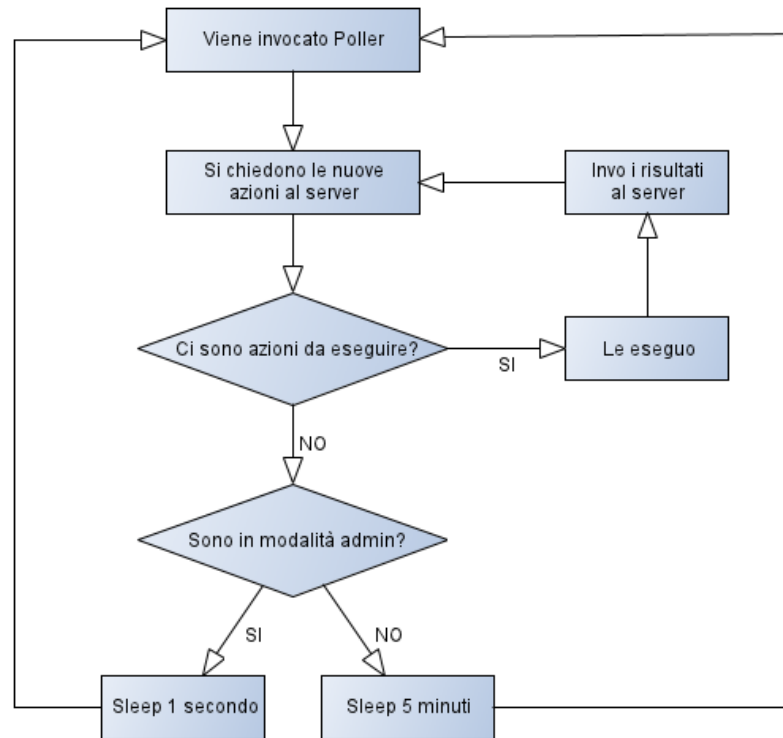 Viene invocato Poller
Si chiedono le nuove
azioni al server
Invo i risultati
al server
Ci sono azioni da eseguire?
SI
Le eseguo
NO
Sono in modalità admin?
SI
NO
Sleep 1 secondo
Sleep 5 minuti